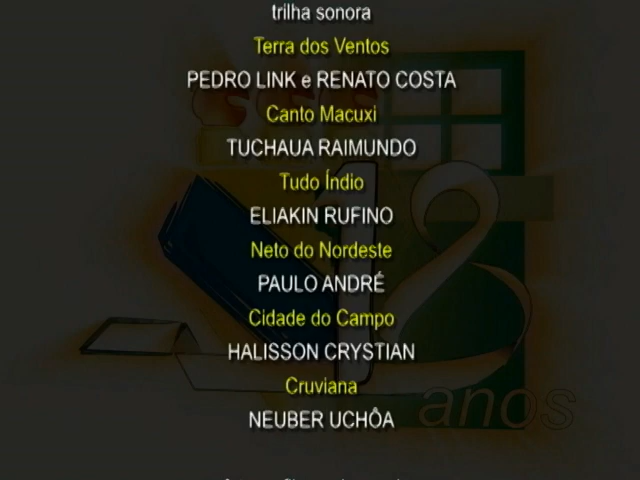 trilha sonora
Terra dos Ventos
PEDRO LINK e RENATO COSTA
Canto Macuxi
TUCHAUA RAIMUNDO
Tudo Índio
ELIAKIN RUFINO
Neto do Nordeste
PAULO ANDRÉ
Cidade do Campo
HALISSON CRYSTIAN
Cruviana
NEUBER UCHÔA
12
anos